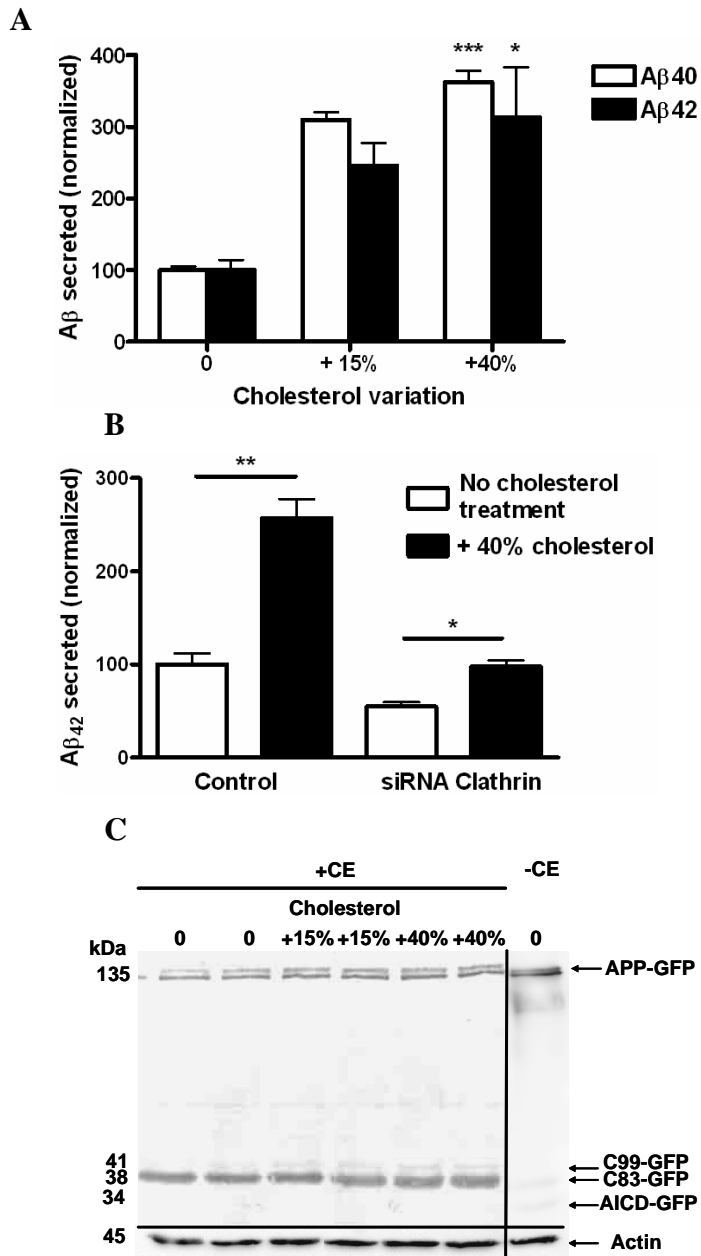 A
Aβ secreted (normalized)
400
300
200
100
0
*** *
Aβ40
Aβ42
0 + 15% +40%
Cholesterol variation
B
Aβ42 secreted (normalized)
300
200
100
0
**
*
No cholesterol
treatment
+ 40% cholesterol
Control siRNA Clathrin
C
+CE -CE
Cholesterol
kDa 0 0 +15% +15% +40% +40% 0
135 APP-GFP
41 C99-GFP
38 C83-GFP
34 AICD-GFP
45 Actin